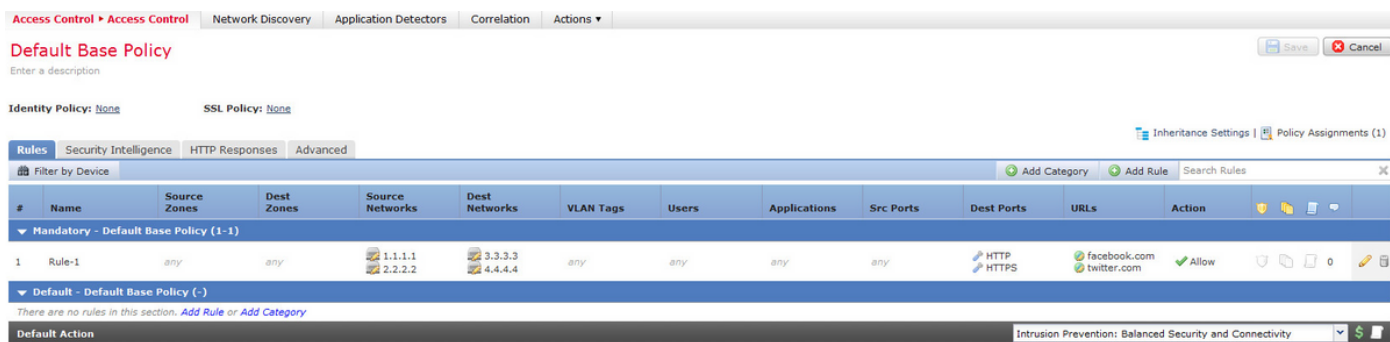 Access Control ▸ Access Control Network Discovery Application Detectors Correlation Actions ▾
Default Base Policy
Save Cancel
Enter a description
Identity Policy: None SSL Policy: None
Inheritance Settings | Policy Assignments (1)
Rules Security Intelligence HTTP Responses Advanced
Filter by Device Add Category Add Rule Search Rules
# Name Source Zones Dest Zones Source Networks Dest Networks VLAN Tags Users Applications Src Ports Dest Ports URLs Action
Mandatory - Default Base Policy (1-1)
1 Rule-1 any any 1.1.1.1 3.3.3.3 any any any any HTTP facebook.com Allow 0
2.2.2.2 4.4.4.4 HTTPS twitter.com
Default - Default Base Policy (-)
There are no rules in this section. Add Rule or Add Category
Default Action Intrusion Prevention: Balanced Security and Connectivity $